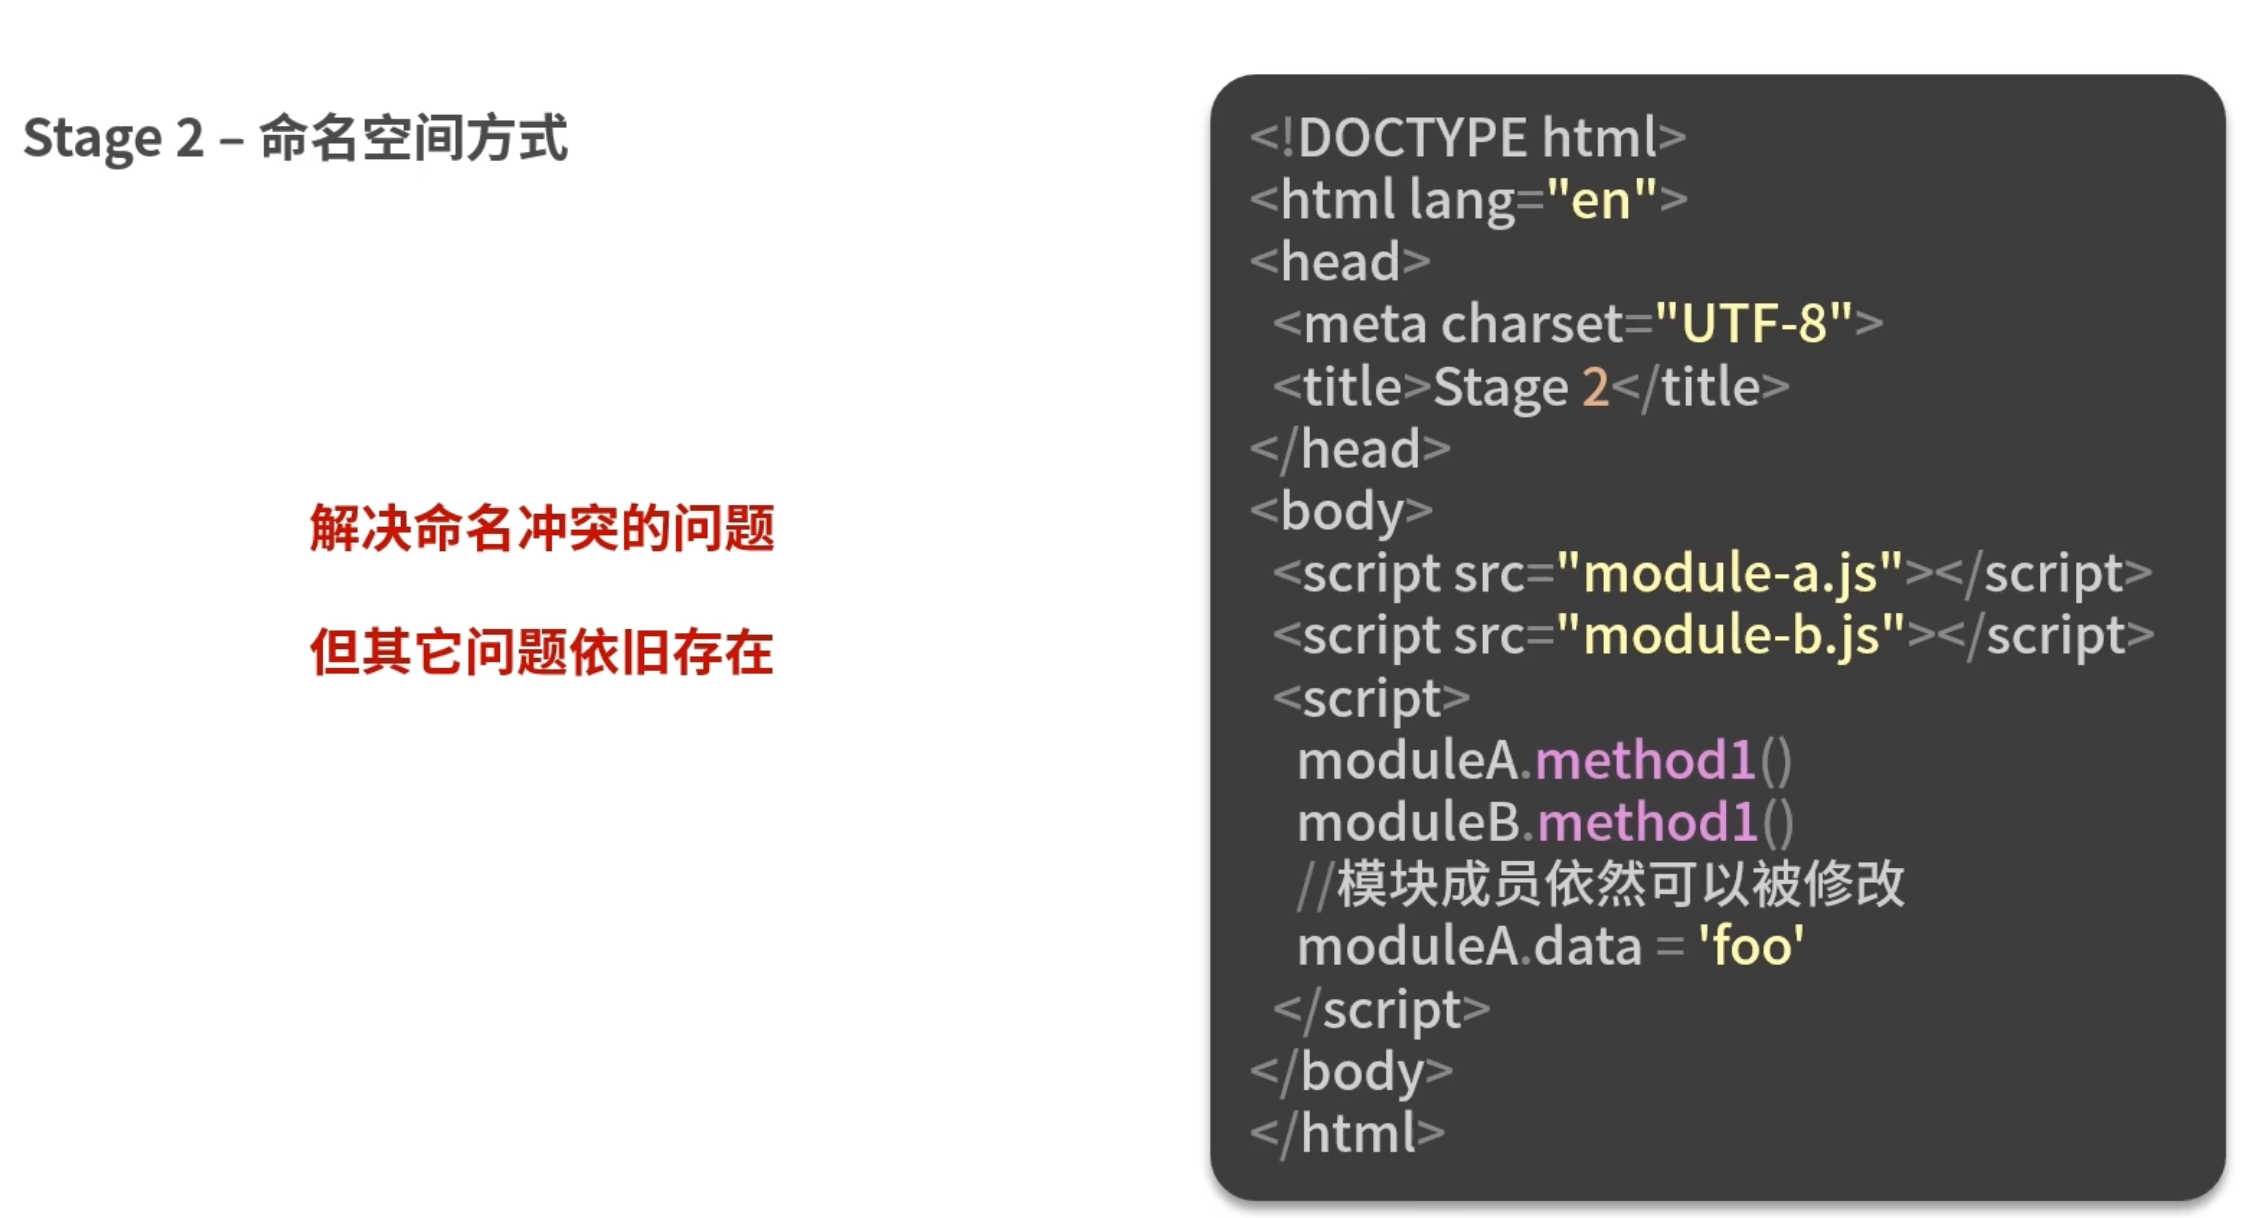 Stage 2 – 命名空间方式
解决命名冲突的问题
但其它问题依旧存在
<!DOCTYPE html>
<html lang="en">
<head>
<meta charset="UTF-8">
<title>Stage 2</title>
</head>
<body>
<script src="module-a.js"></script>
<script src="module-b.js"></script>
<script>
moduleA.method1()
moduleB.method1()
//模块成员依然可以被修改
moduleA.data = 'foo'
</script>
</body>
</html>